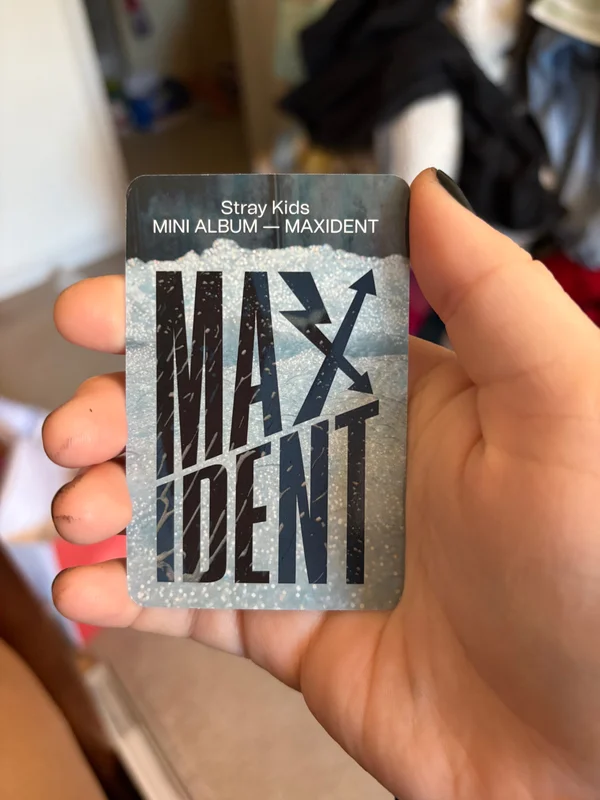 Stray Kids
MINI ALBUM — MAXIDENT
MAX
IDENT